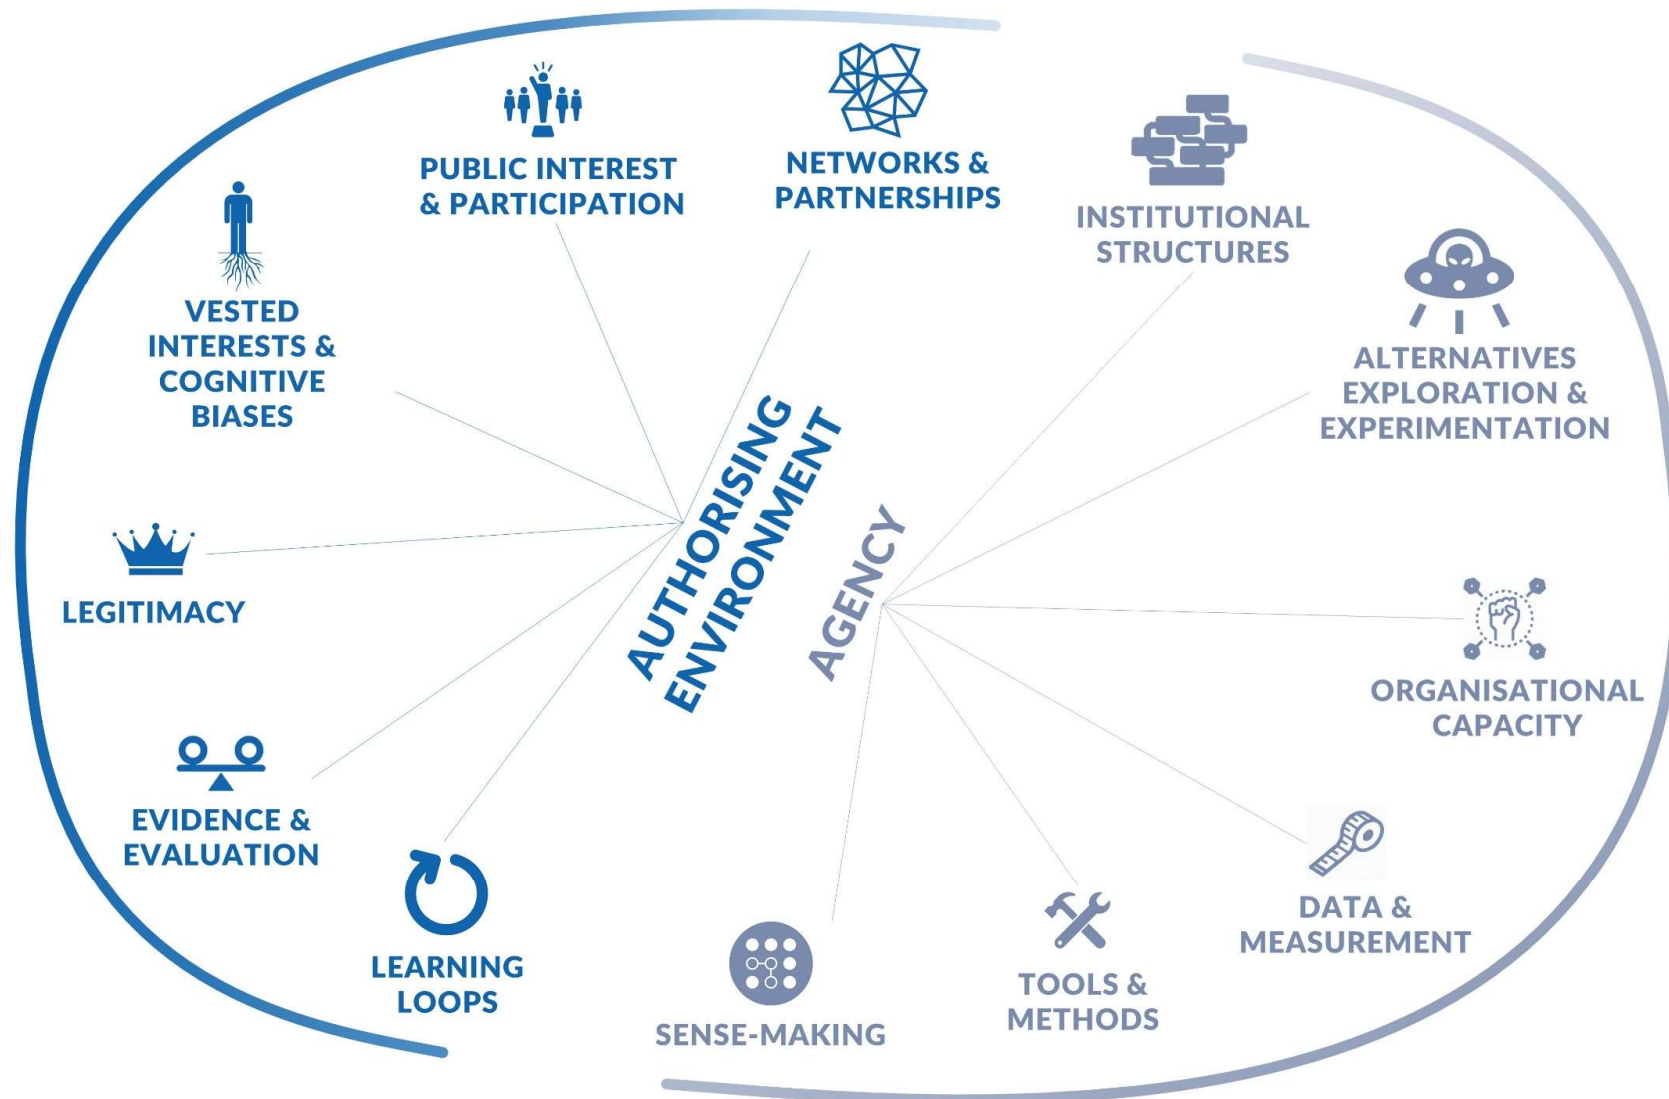 PUBLIC INTEREST
& PARTICIPATION
NETWORKS &
PARTNERSHIPS
INSTITUTIONAL
STRUCTURES
VESTED
INTERESTS &
COGNITIVE
BIASES
ALTERNATIVES
EXPLORATION &
EXPERIMENTATION
AUTHORISING
ENVIRONMENT
AGENCY
LEGITIMACY
ORGANISATIONAL
CAPACITY
EVIDENCE &
EVALUATION
DATA &
MEASUREMENT
LEARNING
LOOPS
TOOLS &
METHODS
SENSE-MAKING